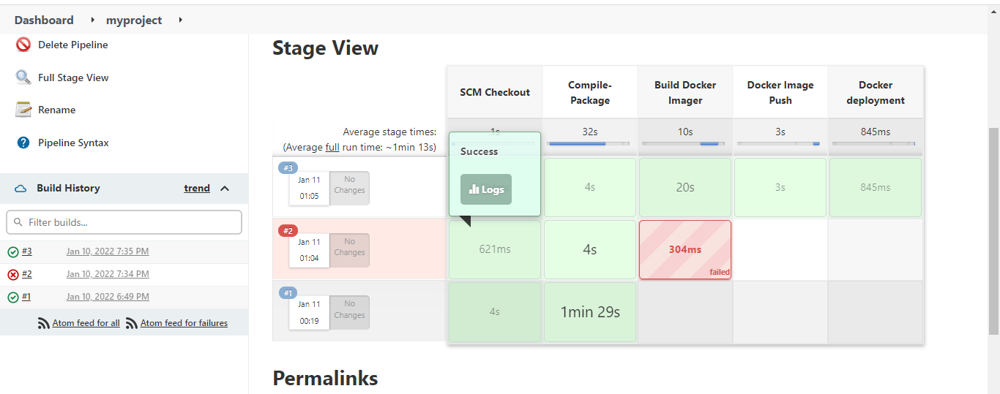 Dashboard myproject
Delete Pipeline
Full Stage View
Rename
Pipeline Syntax
Build History trend
Filter builds...
#3 Jan 10, 2022 7:35 PM
#2 Jan 10, 2022 7:34 PM
#1 Jan 10, 2022 6:49 PM
Atom feed for all Atom feed for failures
Stage View
SCM Checkout
Compile-
Package
Build Docker
Imager
Docker Image
Push
Docker
deployment
Average stage times:
(Average full run time: ~1min 13s)
1s 32s 10s 3s 845ms
#3
Jan 11
01:05
No
Changes
Success
Logs
4s 20s 3s 845ms
#2
Jan 11
01:04
No
Changes
621ms 4s 304ms
failed
#1
Jan 11
00:19
No
Changes
4s 1min 29s
Permalinks